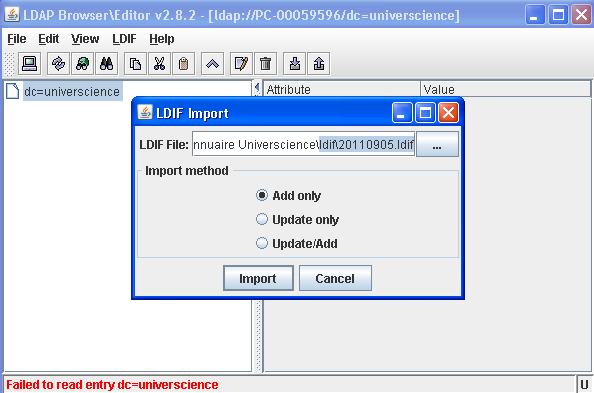 LDAP Browser\Editor v2.8.2 - [ldap://PC-00059596/dc=universcience]
File Edit View LDIF Help
dc=universcience
Attribute Value
LDIF Import
LDIF File: nnuaire Universcience\ldif\20110905.ldif ...
Import method
Add only
Update only
Update/Add
Import Cancel
Failed to read entry dc=universcience U